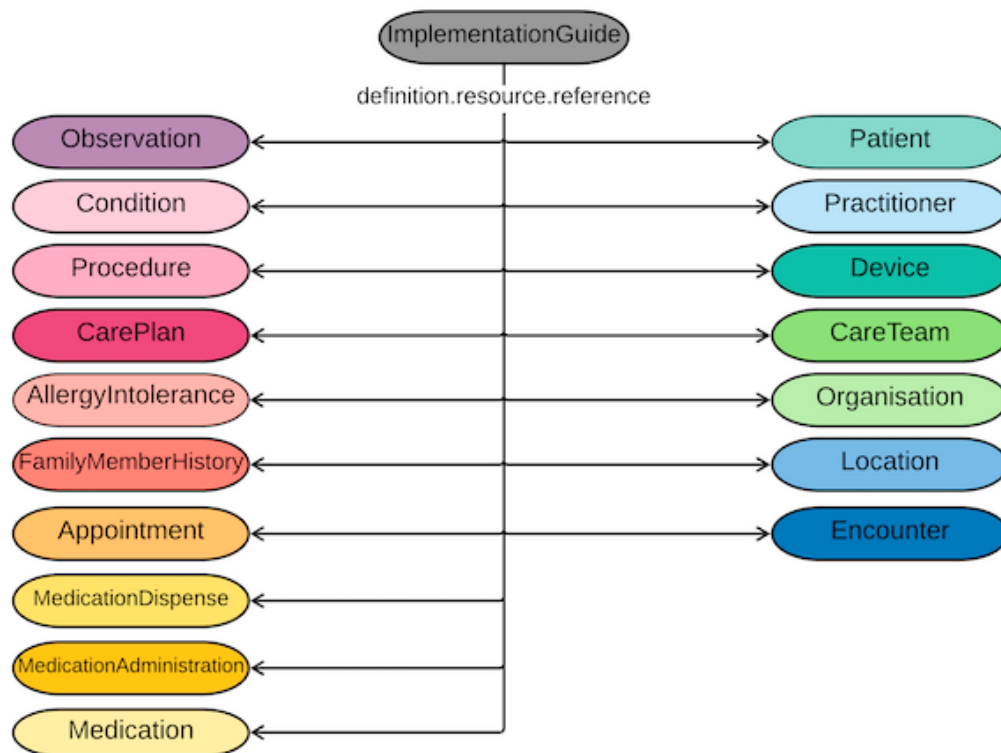 ImplementationGuide
definition.resource.reference
Observation
Patient
Condition
Practitioner
Procedure
Device
CarePlan
CareTeam
AllergyIntolerance
Organisation
FamilyMemberHistory
Location
Appointment
Encounter
MedicationDispense
MedicationAdministration
Medication